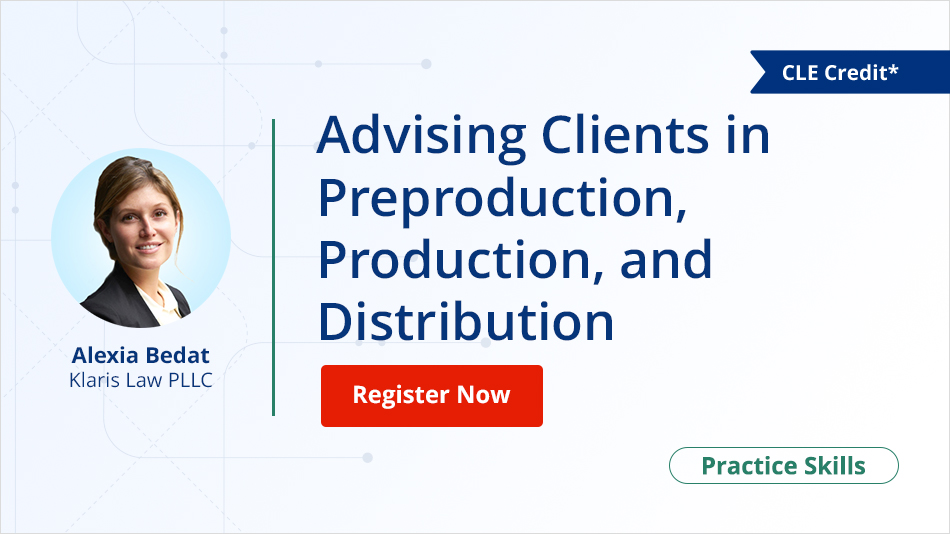 CLE Credit*
Advising Clients in
Preproduction,
Production, and
Distribution
Alexia Bedat
Klaris Law PLLC
Register Now
Practice Skills